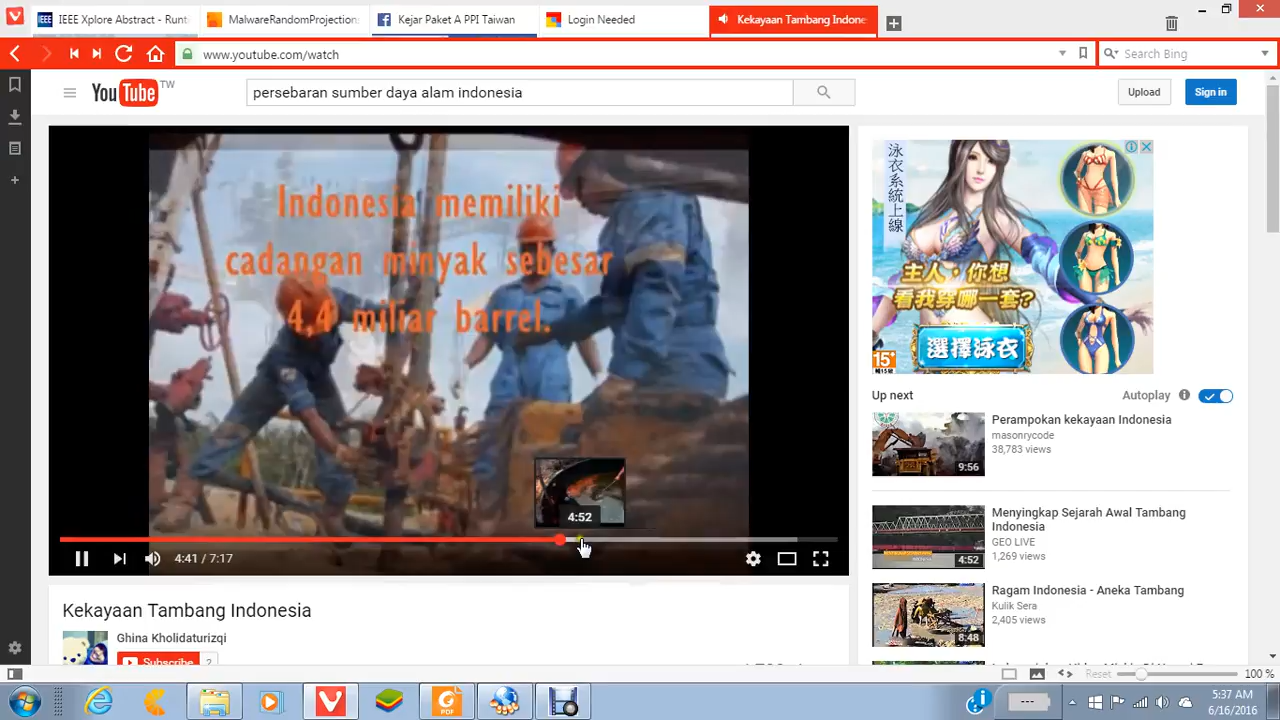 IEEE Xplore Abstract - Runt
MalwareRandomProjection
Kejar Paket A PPI Taiwan
Login Needed
Kekayaan Tambang Indone
www.youtube.com/watch
Search Bing
YouTube TW
persebaran sumber daya alam indonesia
Upload
Sign in
Indonesia memiliki
cadangan minyak sebesar
4,4 miliar barrel.
4:52
4:41 / 7:17
泳衣系統上線
主人，你想
看我穿哪一套?
選擇泳衣
15+
Up next
Autoplay
Perampokan kekayaan Indonesia
masonrycode
38,783 views
9:56
Menyingkap Sejarah Awal Tambang
Indonesia
GEO LIVE
1,269 views
4:52
Ragam Indonesia - Aneka Tambang
Kulik Sera
2,405 views
8:48
Kekayaan Tambang Indonesia
Ghina Kholidaturizqi
Subscribe
2
Reset
100 %
PDF
5:37 AM
6/16/2016